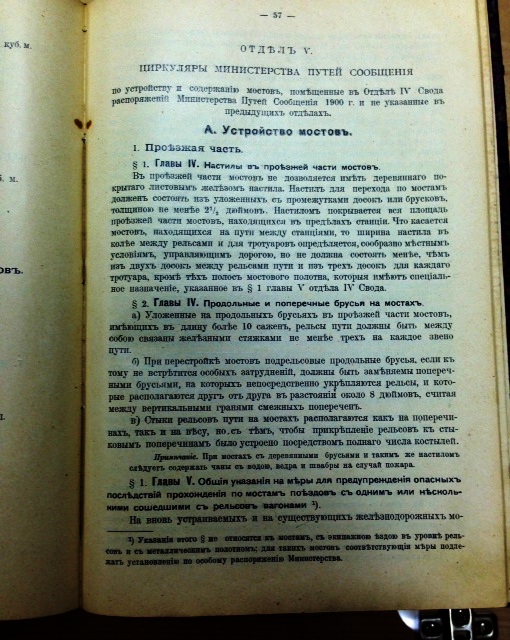 куб. м.
б. м.
овъ.
— 57 —
ОТДѢЛЪ V.
ЦИРКУЛЯРЫ МИНИСТЕРСТВА ПУТЕЙ СООБЩЕНІЯ
по устройству и содержанію мостовъ, помѣщенные въ Отдѣлѣ IV Свода
распоряженій Министерства Путей Сообщенія 1900 г. и не указанные въ
предыдущихъ отдѣлахъ.
А. Устройство мостовъ.
1. Проѣзжая часть.
§ 1. Главы IV. Настилы въ проѣзжей части мостовъ.
Въ проѣзжей части мостовъ не дозволяется имѣть деревяннаго по-
крытаго листовымъ желѣзомъ настила. Настилъ для перехода по мостамъ
долженъ состоять изъ уложенныхъ съ промежутками досокъ или брусковъ,
толщиною не менѣе 2½ дюймовъ. Настиломъ покрывается вся площадь
проѣзжей части мостовъ, находящихся въ предѣлахъ станціи. Что касается
мостовъ, находящихся на пути между станціями, то ширина настила въ
колѣе между рельсами и для тротуаровъ опредѣляется, сообразно мѣстнымъ
условіямъ, управляющимъ дорогою, но не должна состоять менѣе, чѣмъ
изъ двухъ досокъ между рельсами пути и изъ трехъ досокъ для каждаго
тротуара, кромѣ тѣхъ полосъ мостового полотна, которыя имѣютъ спеціаль-
ное назначеніе, указанное въ § 1 главы V отдѣла IV Свода.
§ 2. Главы IV. Продольные и поперечные брусья на мостахъ.
а) Уложенные на продольныхъ брусьяхъ въ проѣзжей части мостовъ,
имѣющихъ въ длину болѣе 10 саженъ, рельсы пути должны быть между
собою связаны желѣзными стяжками не менѣе трехъ на каждое звено
пути.
б) При перестройкѣ мостовъ подрельсовые продольные брусья, если къ
тому не встрѣтится особыхъ затрудненій, должны быть замѣняемы попереч-
ными брусьями, на которыхъ непосредственно укрѣпляются рельсы, и кото-
рые располагаются другъ отъ друга въ разстояніи около 8 дюймовъ, считая
между вертикальными гранями смежныхъ поперечинъ.
в) Стыки рельсовъ пути на мостахъ располагаются какъ на поперечи-
нахъ, такъ и на вѣсу, но съ тѣмъ, чтобы прикрѣпленіе рельсовъ къ сты-
ковымъ поперечинамъ было устроено посредствомъ полнаго числа костылей.
Примѣчаніе. При мостахъ съ деревянными брусьями и такимъ же настиломъ
слѣдуетъ содержать чаны съ водою, ведра и швабры на случай пожара.
§ 1. Главы V. Общія указанія на мѣры для предупрежденія опасныхъ
послѣдствій прохожденія по мостамъ поѣздовъ съ однимъ или нѣсколь-
кими сошедшими съ рельсовъ вагонами ¹).
На вновь устраиваемыхъ и на существующихъ желѣзнодорожныхъ мо-
¹) Указанія этого § не относятся къ мостамъ, съ экипажною ѣздою въ уровнѣ рель-
совъ и съ металлическимъ полотномъ; для такихъ мостовъ соотвѣтствующія мѣры подле-
жатъ установленію по особому распоряженію Министерства.